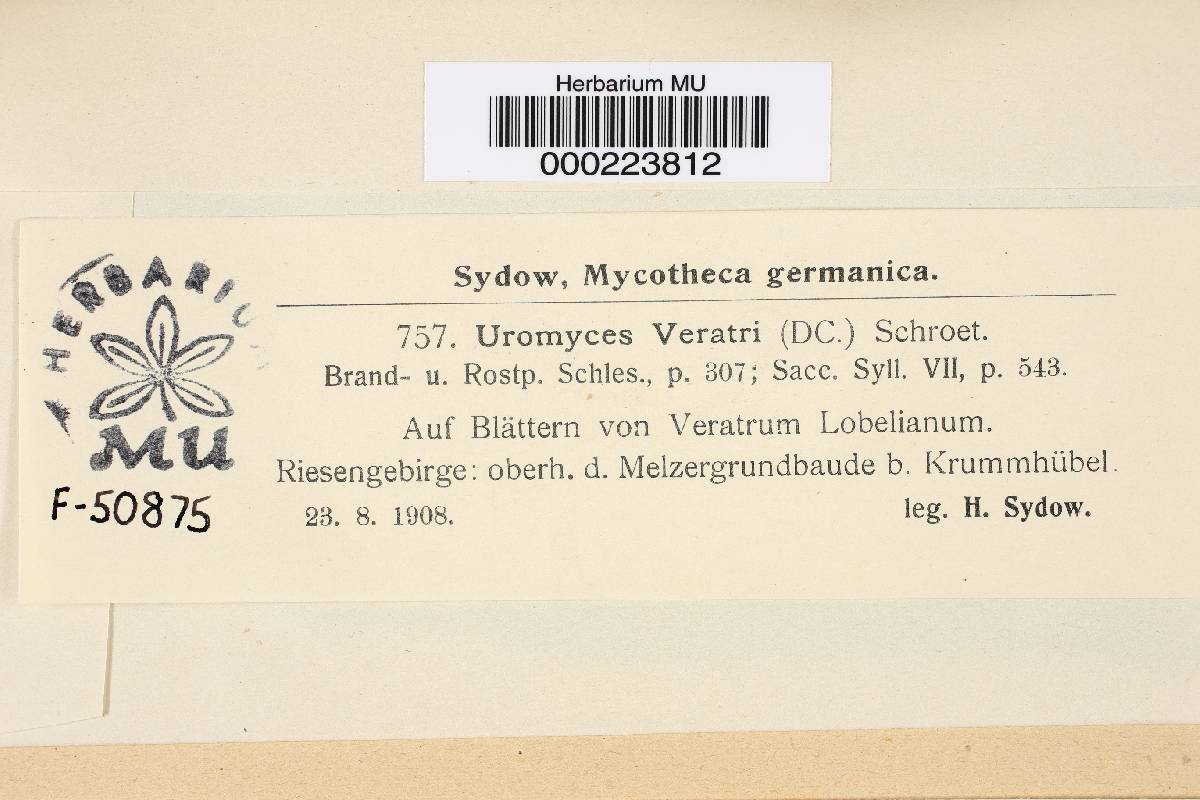 Herbarium MU
000223812
HERBARIU
MU
F-50875
Sydow, Mycotheca germanica.
757. Uromyces Veratri (DC.) Schroet.
Brand- u. Rostp. Schles., p. 307; Sacc. Syll. VII, p. 543.
Auf Blättern von Veratrum Lobelianum.
Riesengebirge: oberh. d. Melzergrundbaude b. Krummhübel.
23. 8. 1908. leg. H. Sydow.